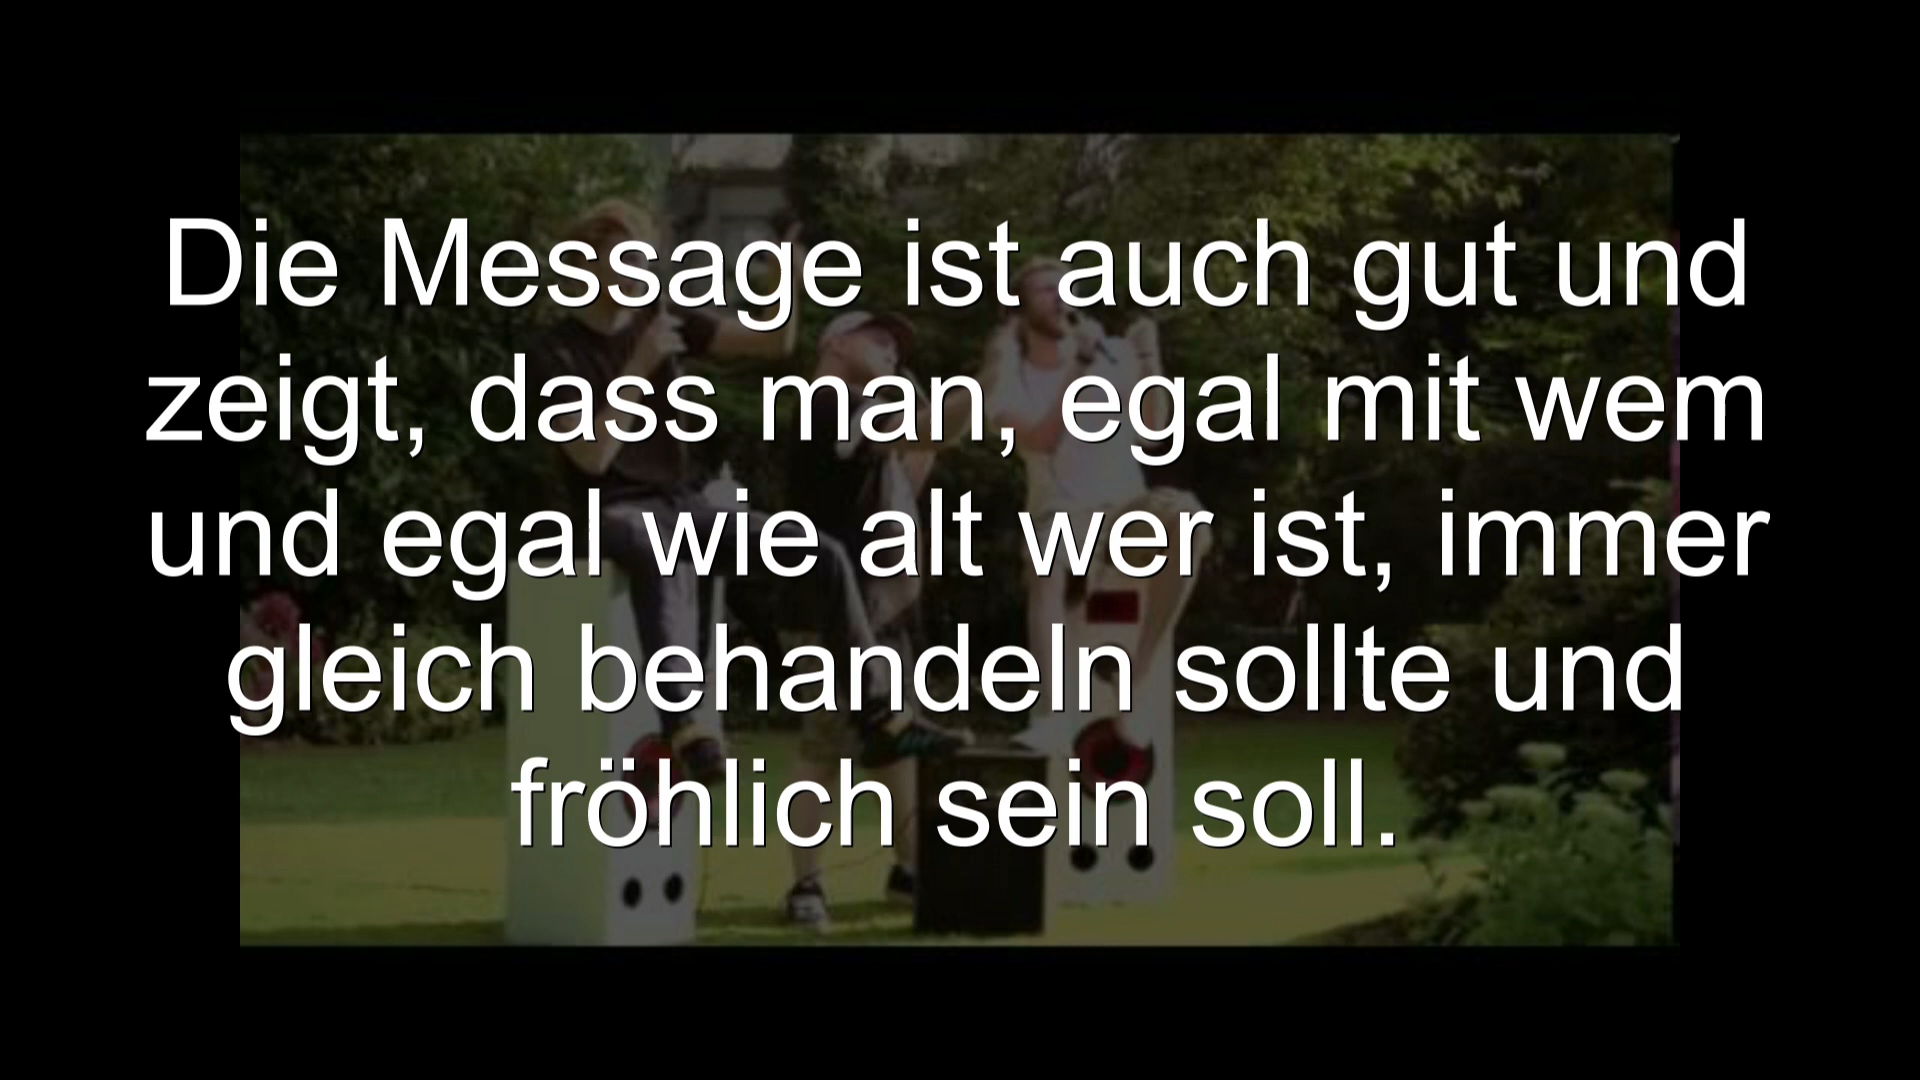 Die Message ist auch gut und
zeigt, dass man, egal mit wem
und egal wie alt wer ist, immer
gleich behandeln sollte und
fröhlich sein soll.